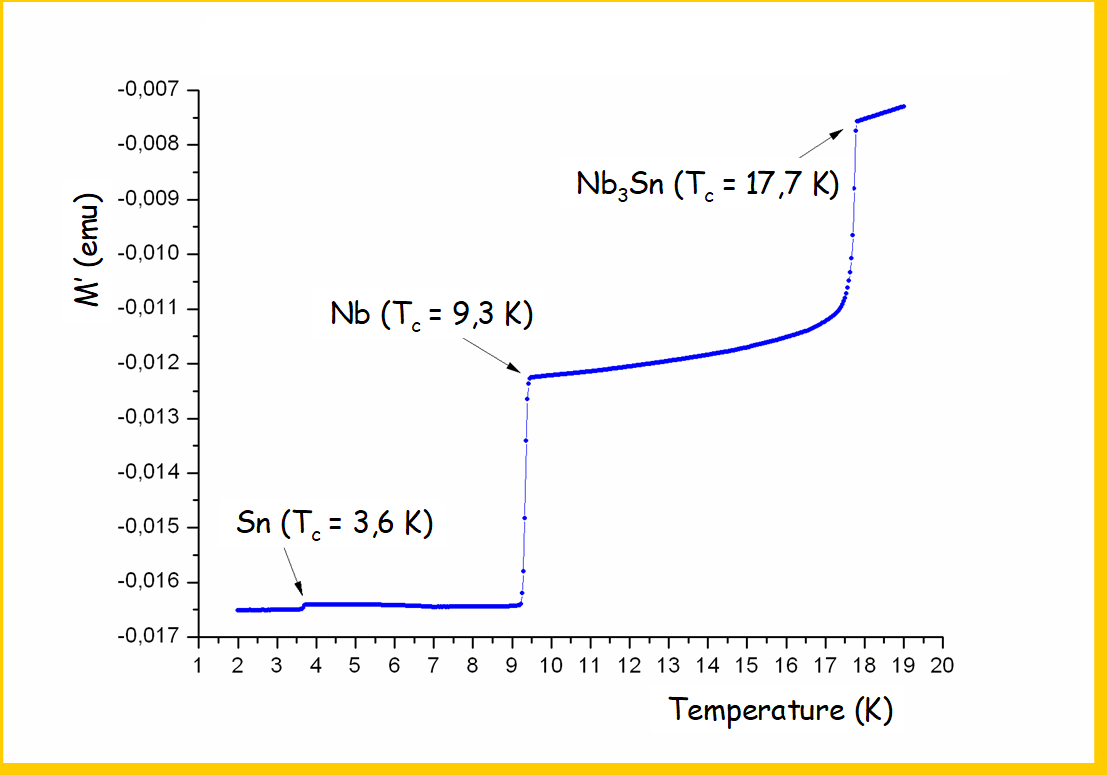 -0,007
-0,008
Nb₃Sn (Tc = 17,7 K)
-0,009
M' (emu)
-0,010
-0,011
Nb (Tc = 9,3 K)
-0,012
-0,013
-0,014
Sn (Tc = 3,6 K)
-0,015
-0,016
-0,017
1 2 3 4 5 6 7 8 9 10 11 12 13 14 15 16 17 18 19 20
Temperature (K)